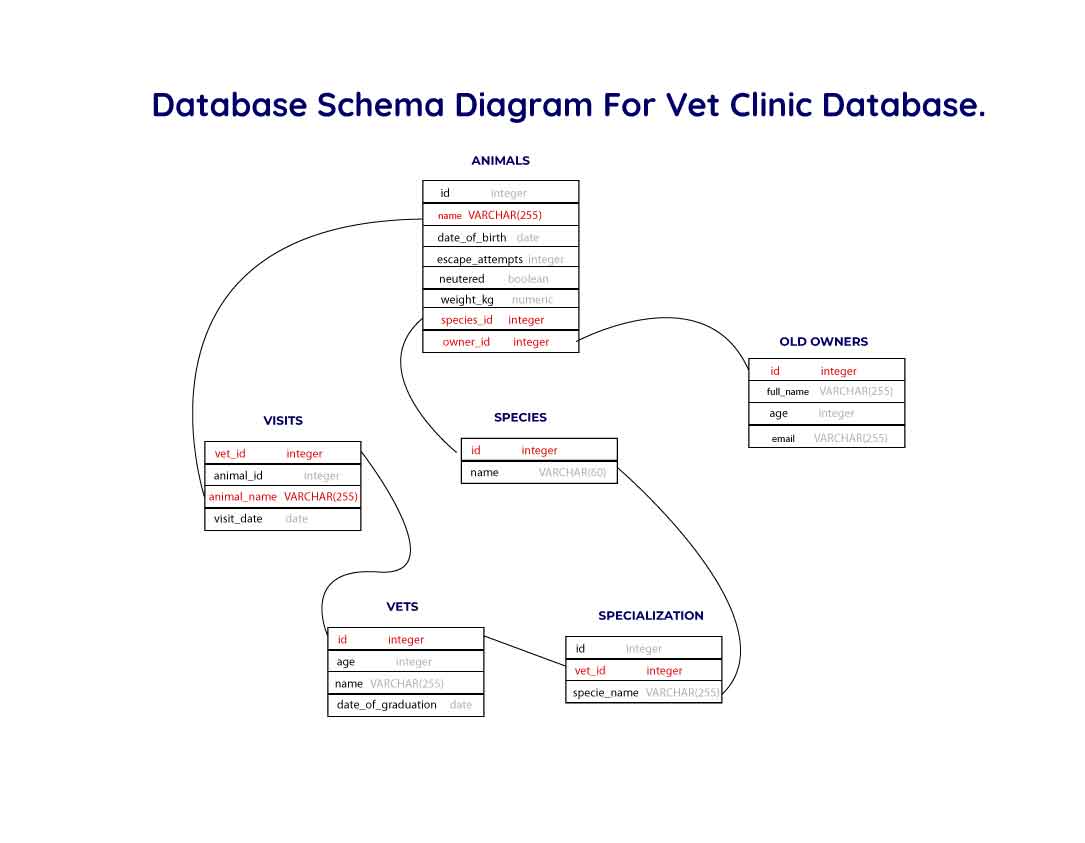 Database Schema Diagram For Vet Clinic Database.
ANIMALS
id integer
name VARCHAR(255)
date_of_birth date
escape_attempts integer
neutered boolean
weight_kg numeric
species_id integer
owner_id integer
OLD OWNERS
id integer
full_name VARCHAR(255)
age integer
email VARCHAR(255)
VISITS
vet_id integer
animal_id integer
animal_name VARCHAR(255)
visit_date date
SPECIES
id integer
name VARCHAR(60)
VETS
id integer
age integer
name VARCHAR(255)
date_of_graduation date
SPECIALIZATION
id integer
vet_id integer
specie_name VARCHAR(255)